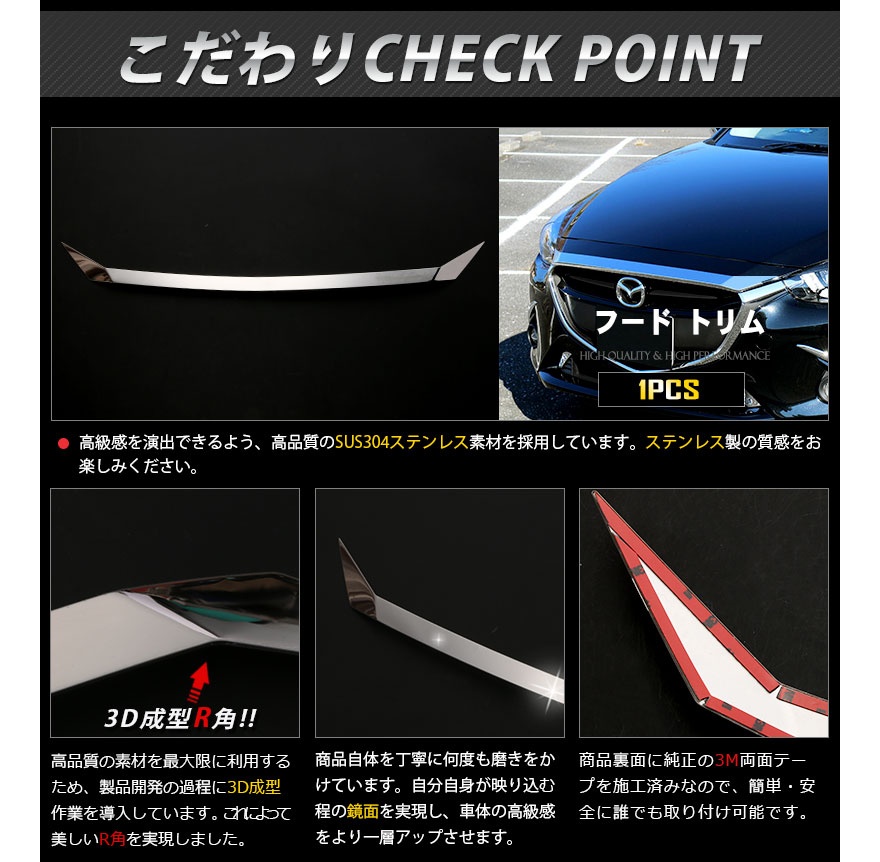 こだわりCHECK POINT
フード トリム
HIGH QUALITY & HIGH PERFORMANCE
1PCS
高級感を演出できるよう、高品質のSUS304ステンレス素材を採用しています。ステンレス製の質感をお
楽しみください。
3D成型R角!!
高品質の素材を最大限に利用する
ため、製品開発の過程に3D成型
作業を導入しています。これによって
美しいR角を実現しました。
商品自体を丁寧に何度も磨きをか
けています。自分自身が映り込む
程の鏡面を実現し、車体の高級感
をより一層アップさせます。
商品裏面に純正の3M両面テー
プを施工済みなので、簡単・安
全に誰でも取り付け可能です。